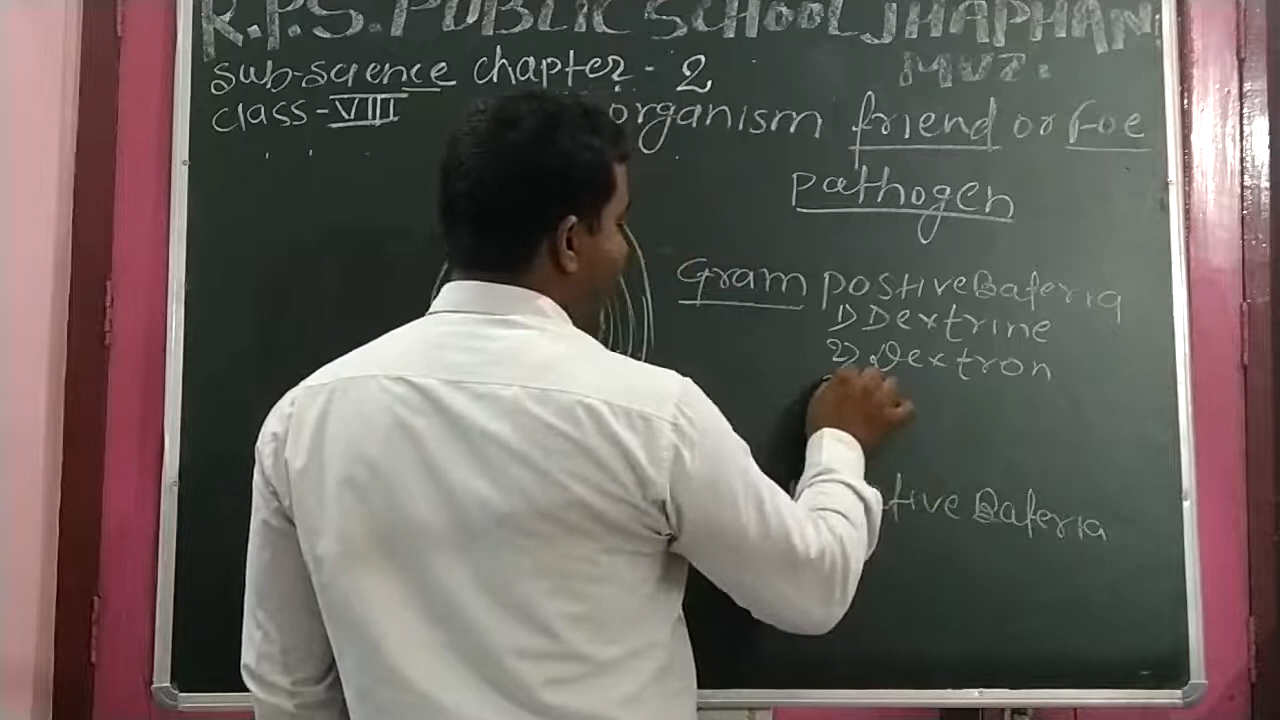 R.P.S. PUBLIC SCHOOL JHAPHAN
MUZ.
sub-science chapter - 2
class - VIII
organism friend or Foe
pathogen
Gram postive Baferia
1) Dextrine
2) Dextron
ative Baferia